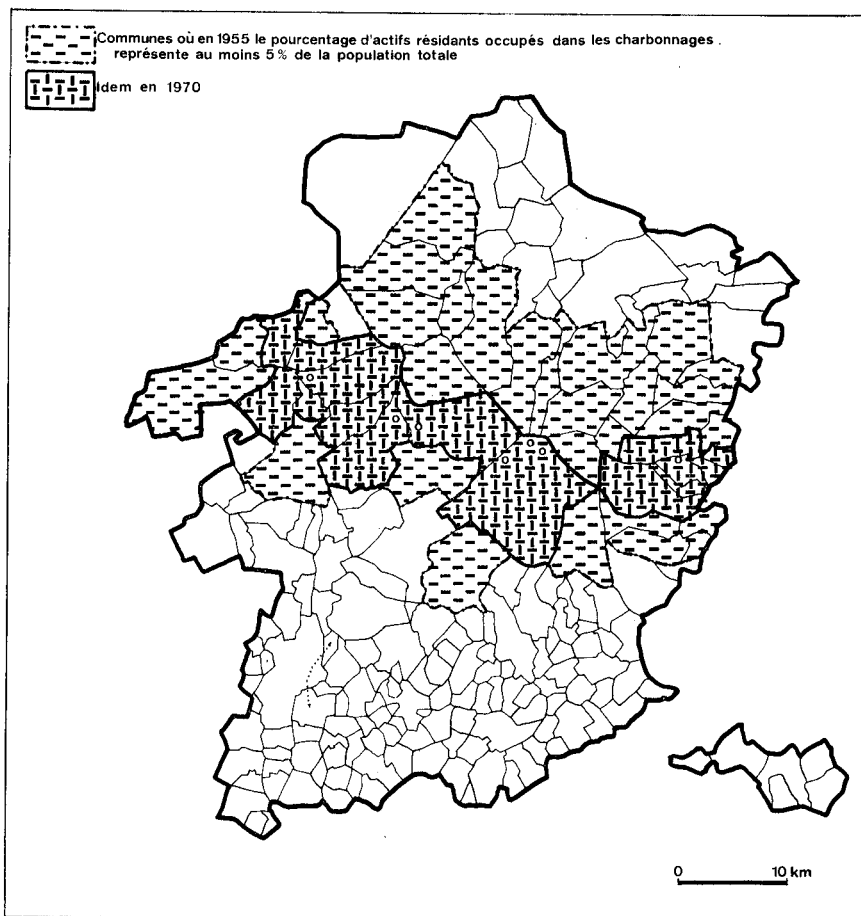 Communes où en 1955 le pourcentage d'actifs résidants occupés dans les charbonnages .
représente au moins 5 % de la population totale
Idem en 1970
0 10 km